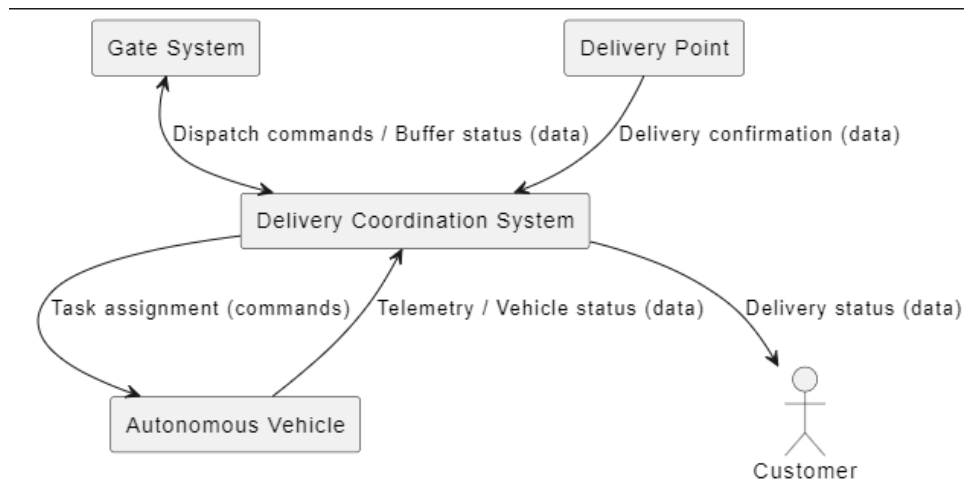 Gate System
Delivery Point
Dispatch commands / Buffer status (data)
Delivery confirmation (data)
Delivery Coordination System
Task assignment (commands)
Telemetry / Vehicle status (data)
Delivery status (data)
Autonomous Vehicle
Customer